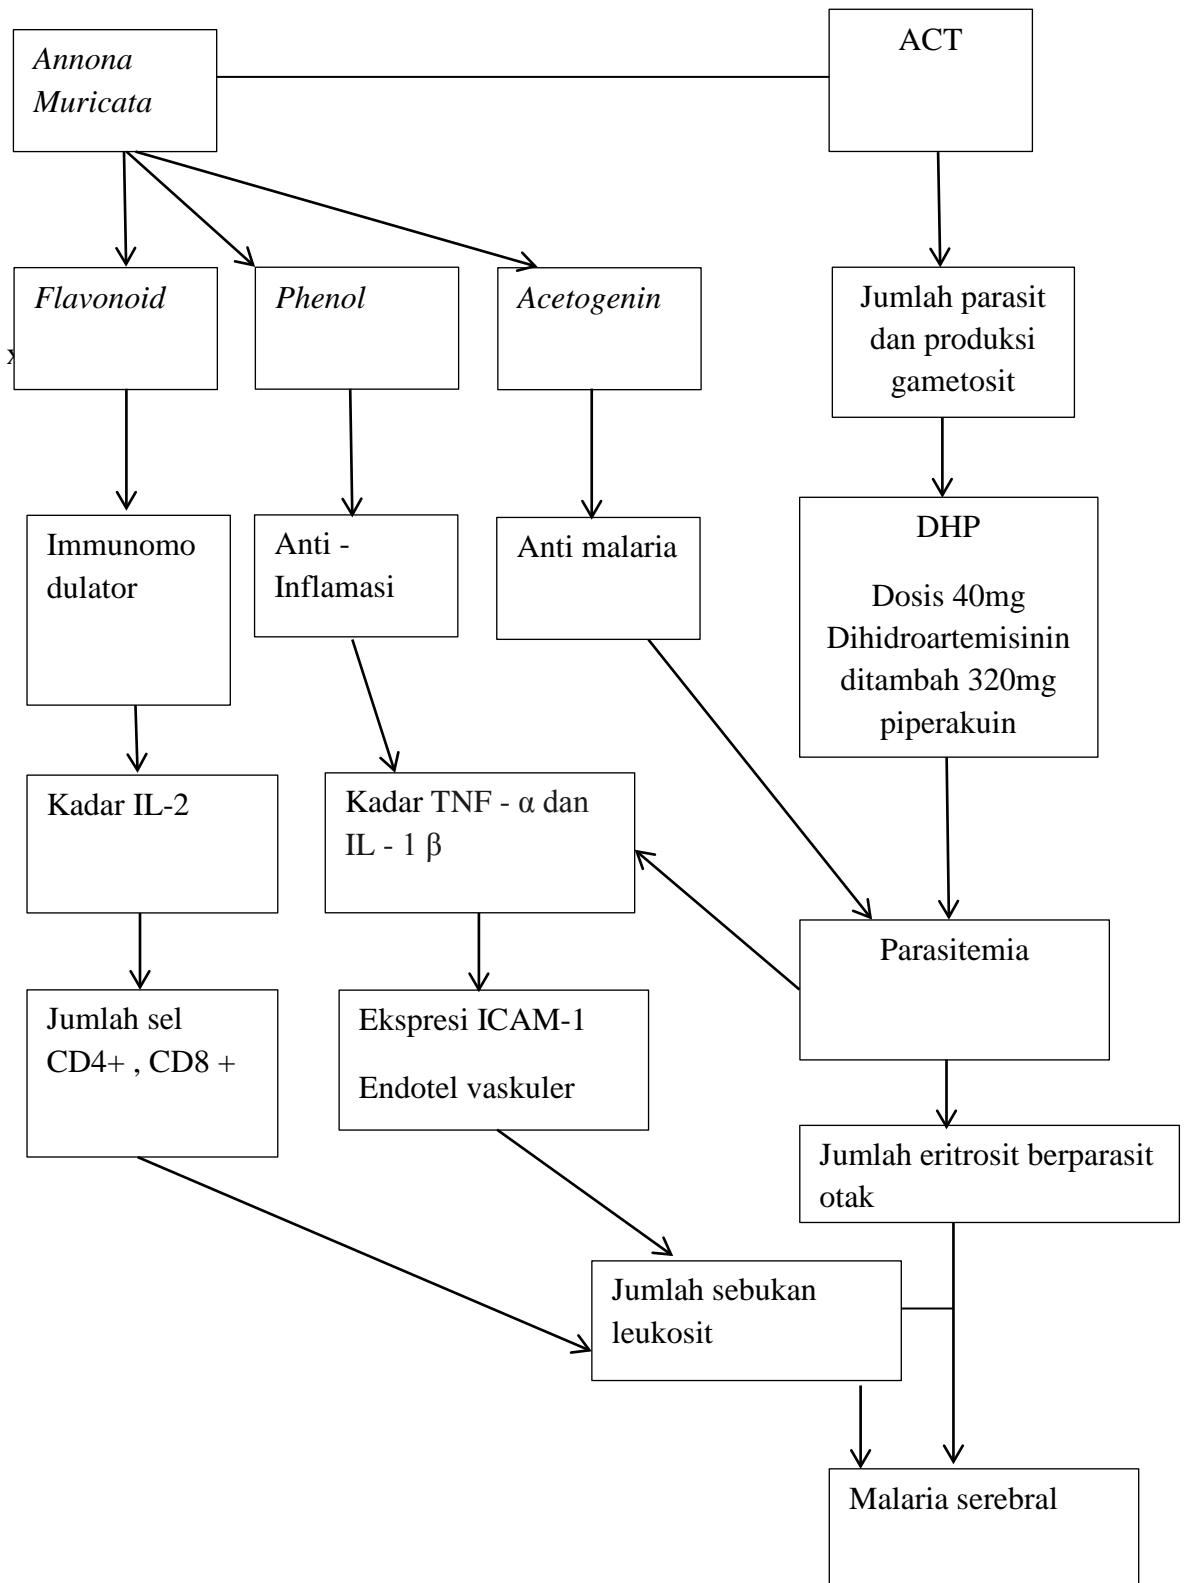 Annona
Muricata
ACT
Flavonoid
Phenol
Acetogenin
Jumlah parasit
dan produksi
gametosit
x
Immunomo
dulator
Anti -
Inflamasi
Anti malaria
DHP
Dosis 40mg
Dihidroartemisinin
ditambah 320mg
piperakuin
Kadar IL-2
Kadar TNF - α dan
IL - 1 β
Parasitemia
Jumlah sel
CD4+ , CD8 +
Ekspresi ICAM-1
Endotel vaskuler
Jumlah eritrosit berparasit
otak
Jumlah sebukan
leukosit
Malaria serebral